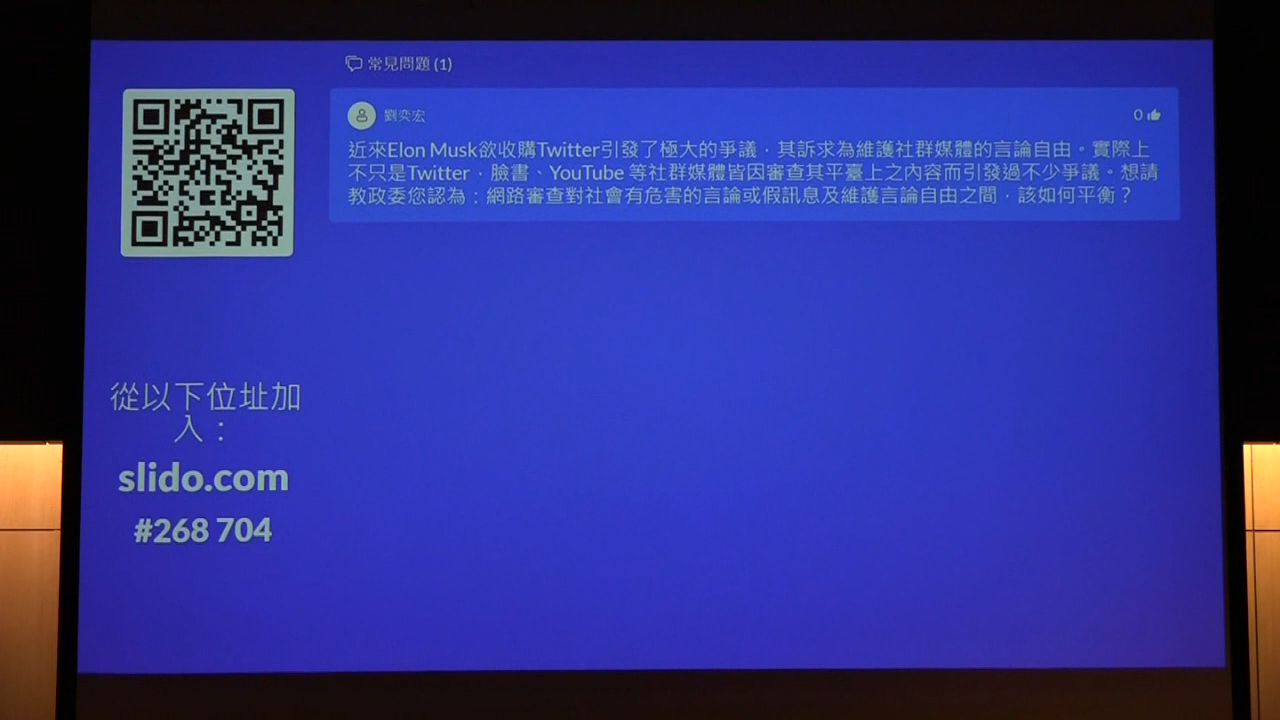 常見問題 (1)
劉奕宏
0
近來Elon Musk欲收購Twitter引發了極大的爭議，其訴求為維護社群媒體的言論自由。實際上
不只是Twitter，臉書、YouTube 等社群媒體皆因審查其平臺上之內容而引發過不少爭議。想請
教政委您認為：網路審查對社會有危害的言論或假訊息及維護言論自由之間，該如何平衡？
從以下位址加
入：
slido.com
#268 704